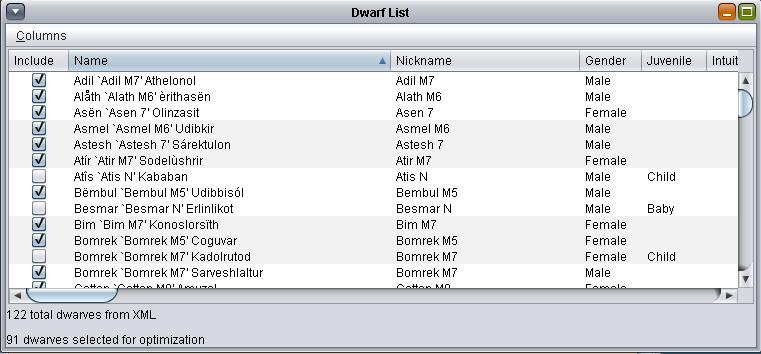 Dwarf List
Columns
Include Name Nickname Gender Juvenile Intuit
Adil `Adil M7' Athelonol Adil M7 Male
Alåth `Alath M6' èrithasën Alath M6 Male
Asën `Asen 7' Olinzasit Asen 7 Female
Asmel `Asmel M6' Udibkir Asmel M6 Male
Astesh `Astesh 7' Sárektulon Astesh 7 Male
Atír `Atir M7' Sodelùshrir Atir M7 Female
Atîs `Atis N' Kababan Atis N Male Child
Bëmbul `Bembul M5' Udibbisól Bembul M5 Male
Besmar `Besmar N' Erlinlikot Besmar N Male Baby
Bim `Bim M7' Konoslorsïth Bim M7 Female
Bomrek `Bomrek M5' Coguvar Bomrek M5 Female
Bomrek `Bomrek M7' Kadolrutod Bomrek M7 Female Child
Bomrek `Bomrek M7' Sarveshlaltur Bomrek M7 Male
122 total dwarves from XML
91 dwarves selected for optimization